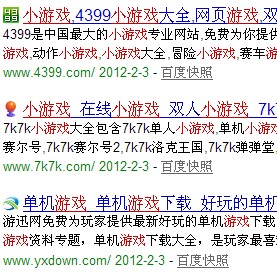 小游戏,4399小游戏大全,网页游戏,双
4399是中国最大的小游戏专业网站,免费为你提供
游戏,动作小游戏,小游戏大全,冒险小游戏,赛车游
www.4399.com/ 2012-2-3 - 百度快照
小游戏 在线小游戏 双人小游戏 7k7
7k7k小游戏大全包含7k7k单人小游戏,单机小游
赛尔号,7k7k赛尔号2,7k7k洛克王国,7k7k弹弹堂,
www.7k7k.com/ 2012-2-3 - 百度快照
单机游戏 单机游戏下载 好玩的单机
游迅网免费为玩家提供最新好玩的单机游戏下载
游戏资料专题，单机游戏下载大全，是玩家最喜
www.yxdown.com/ 2012-2-3 - 百度快照